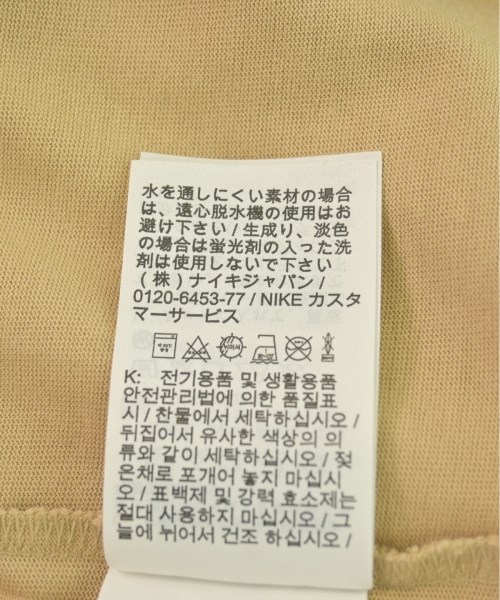 水を通しにくい素材の場合
は、遠心脱水機の使用はお
避け下さい / 生成り、淡色
の場合は蛍光剤の入った洗
剤は使用しないで下さい
(株) ナイキジャパン /
0120-6453-77 / NIKE カスタ
マーサービス
K: 전기용품 및 생활용품
안전관리법에 의한 품질표
시 / 찬물에서 세탁하십시오 /
뒤집어서 유사한 색상의 의
류와 같이 세탁하십시오 / 젖
은채로 포개어 놓지 마십시
오 / 표백제 및 강력 효소제는
절대 사용하지 마십시오 / 그
늘에 뉘어서 건조 하십시오 /